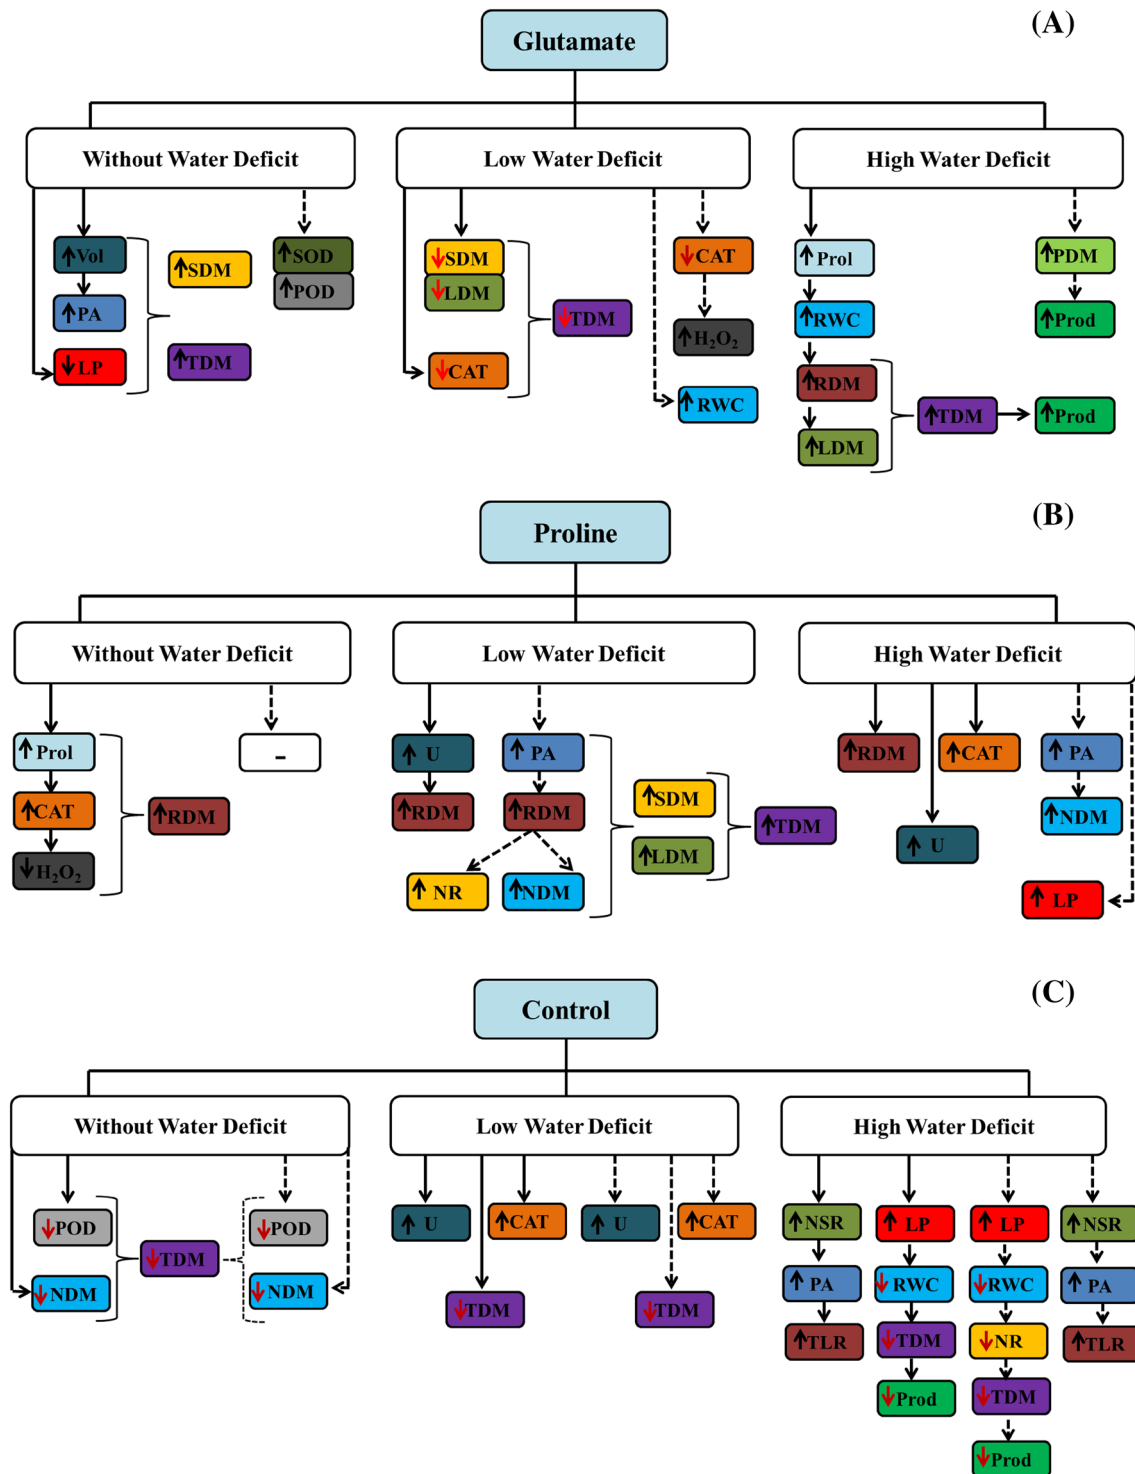 (A)
Glutamate
Without Water Deficit
Low Water Deficit
High Water Deficit
↑Vol
↑SDM
↑SOD
↓SDM
↓CAT
↑Prol
↑PDM
↑POD
↓LDM
↑PA
↓TDM
↑RWC
↑Prod
↑H₂O₂
↓LP
↑TDM
↓CAT
↑RDM
↑RWC
↑TDM
↑Prod
↑LDM
(B)
Proline
Without Water Deficit
Low Water Deficit
High Water Deficit
↑Prol
-
↑ U
↑ PA
↑RDM
↑CAT
↑ PA
↑CAT
↑RDM
↑RDM
↑RDM
↑SDM
↑TDM
↑NDM
↑ U
↑LDM
↓H₂O₂
↑ NR
↑NDM
↑ LP
(C)
Control
Without Water Deficit
Low Water Deficit
High Water Deficit
↓POD
↓POD
↑ U
↑CAT
↑ U
↑CAT
↑NSR
↑ LP
↑ LP
↑NSR
↓TDM
↓NDM
↓NDM
↑ PA
↓RWC
↓RWC
↑ PA
↓TDM
↓TDM
↑TLR
↓TDM
↓NR
↑TLR
↓Prod
↓TDM
↓Prod